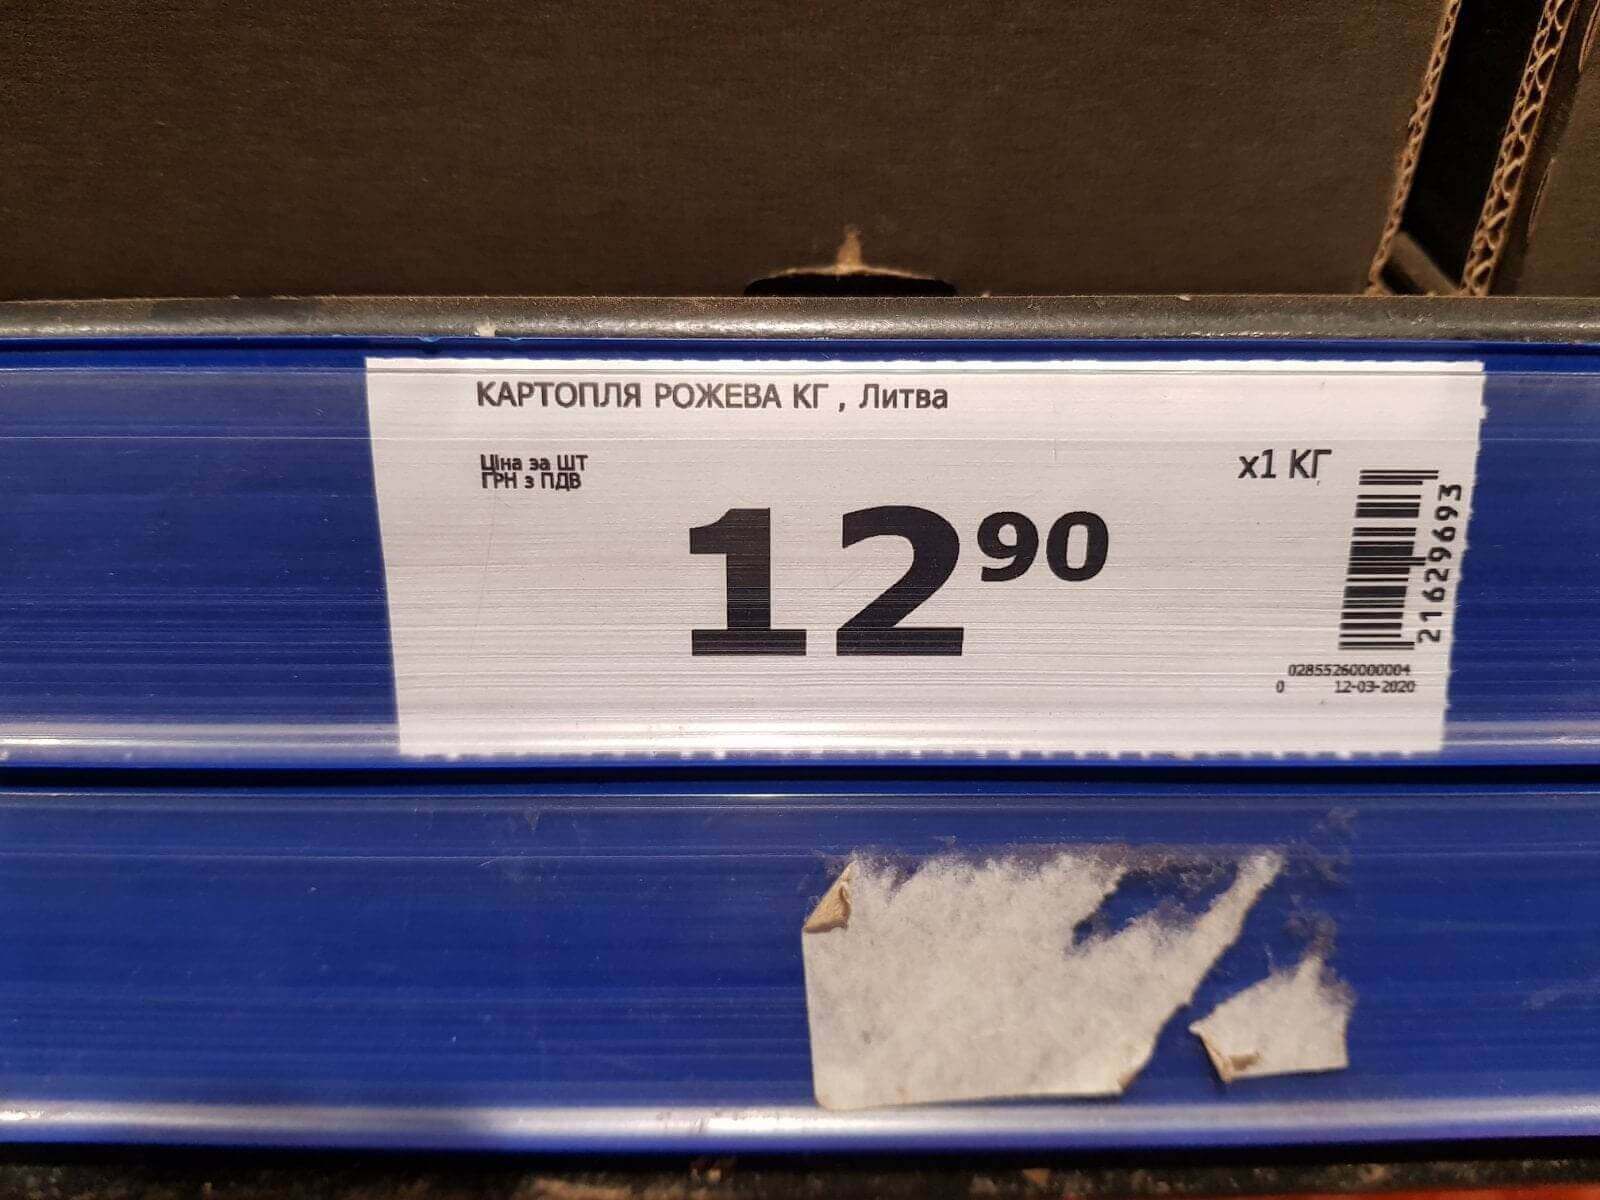 КАРТОПЛЯ РОЖЕВА КГ , Литва
Ціна за ШТ
ГРН з ПДВ
x1 КГ
12 90
21629693
02855260000004
0 12-03-2020